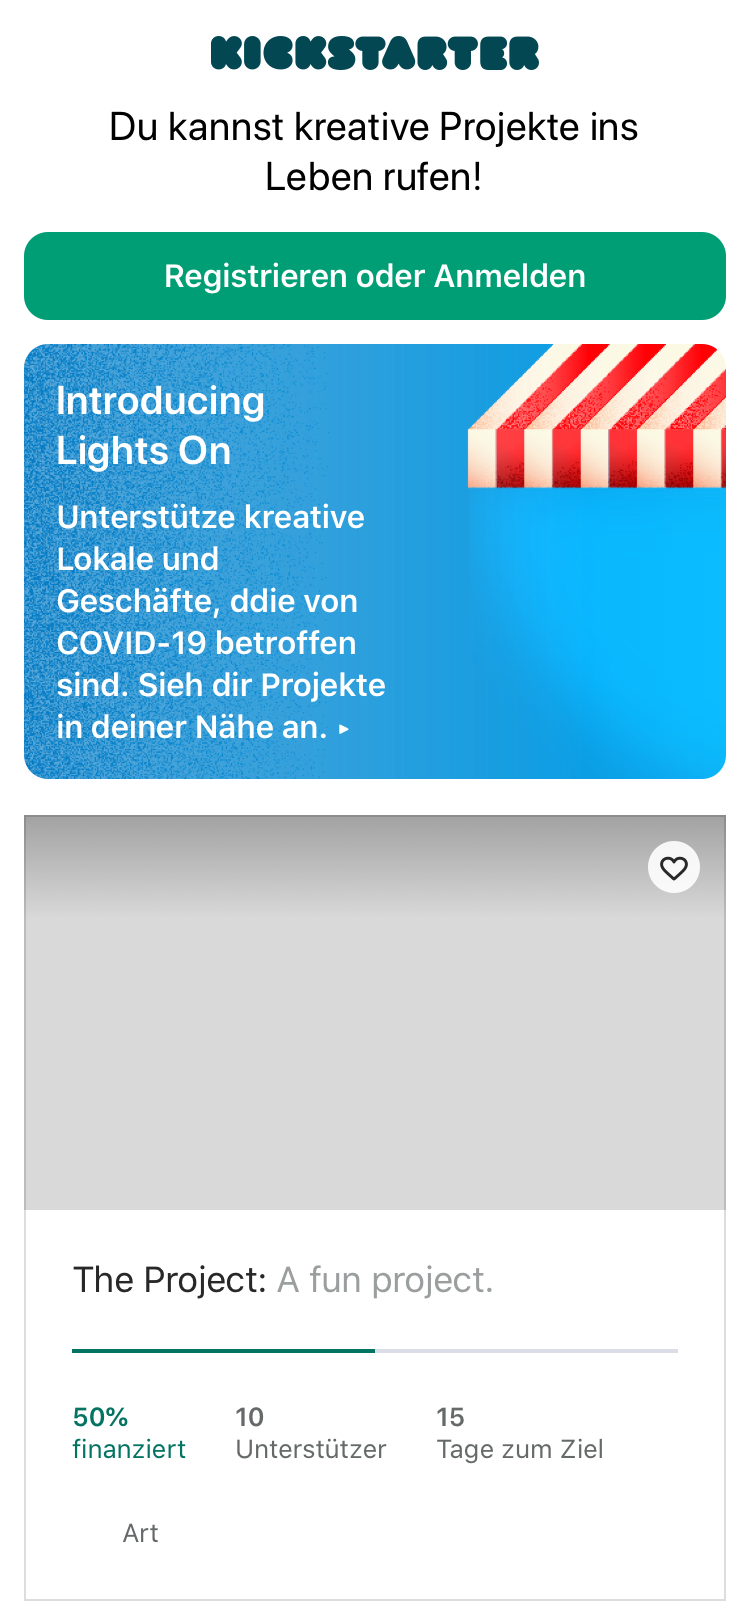 KICKSTARTER
Du kannst kreative Projekte ins
Leben rufen!
Registrieren oder Anmelden
Introducing
Lights On
Unterstütze kreative
Lokale und
Geschäfte, ddie von
COVID-19 betroffen
sind. Sieh dir Projekte
in deiner Nähe an. ▸
The Project: A fun project.
50% 10 15
finanziert Unterstützer Tage zum Ziel
Art